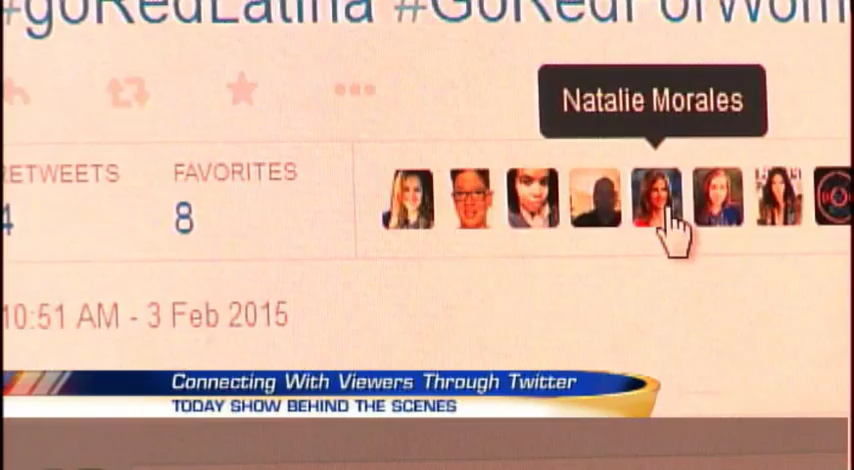 #goRedLatina #GoRedForWom
Natalie Morales
RETWEETS FAVORITES
4 8
10:51 AM - 3 Feb 2015
Connecting With Viewers Through Twitter
TODAY SHOW BEHIND THE SCENES